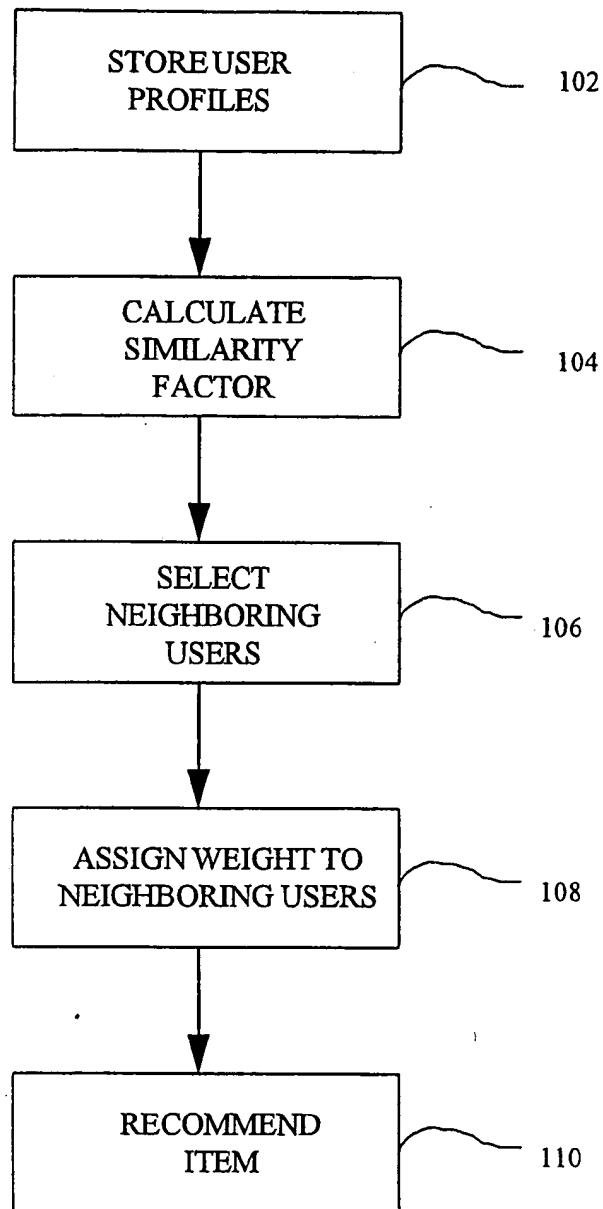 STORE USER
PROFILES
102
CALCULATE
SIMILARITY
FACTOR
104
SELECT
NEIGHBORING
USERS
106
ASSIGN WEIGHT TO
NEIGHBORING USERS
108
RECOMMEND
ITEM
110